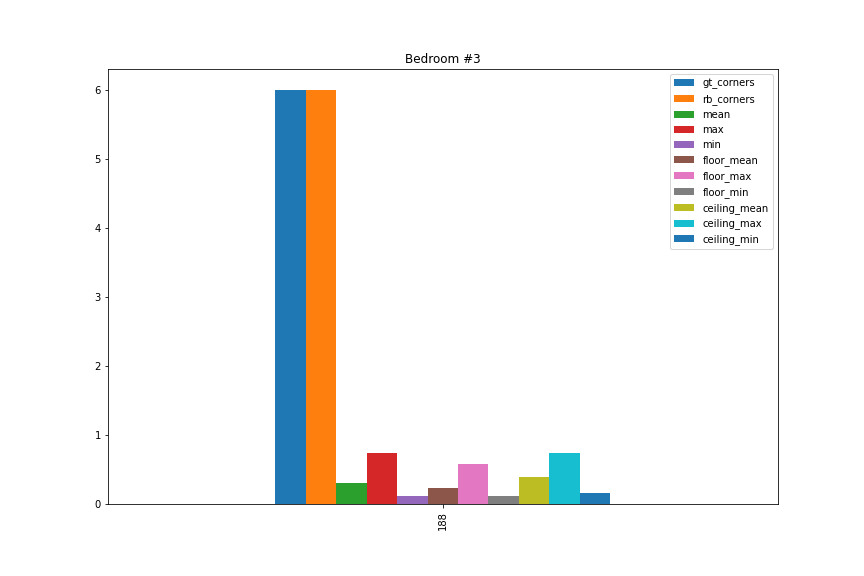 Bedroom #3
6
5
4
3
2
1
0
188
gt_corners
rb_corners
mean
max
min
floor_mean
floor_max
floor_min
ceiling_mean
ceiling_max
ceiling_min